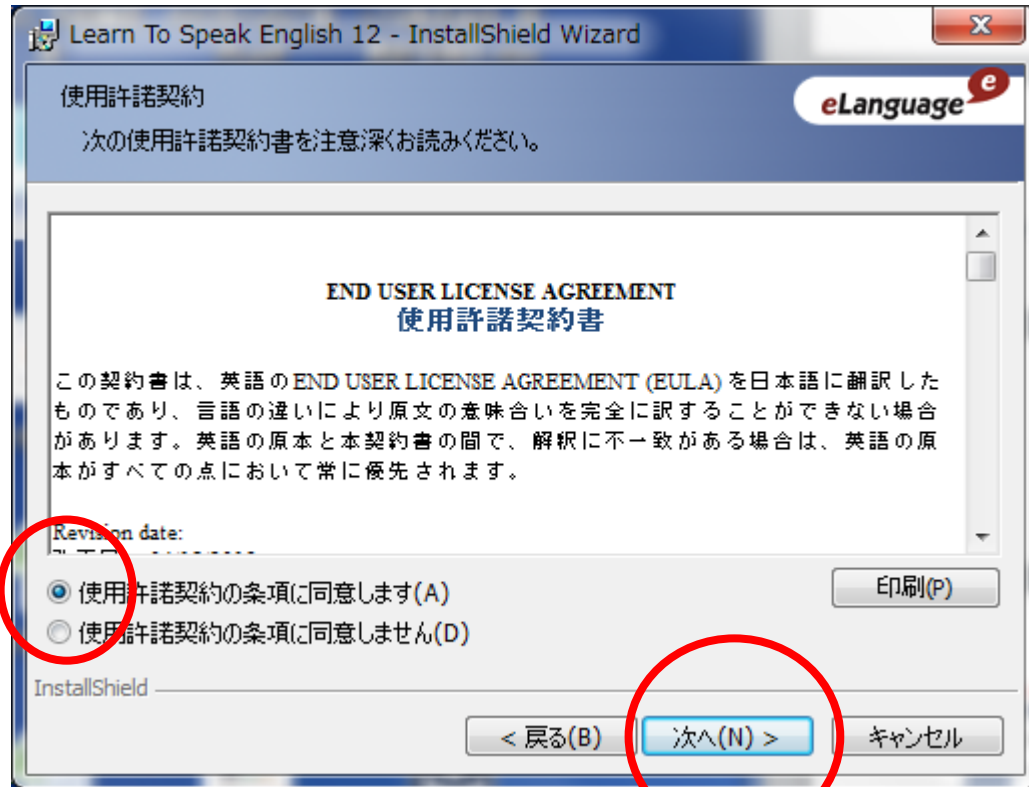 Learn To Speak English 12 - InstallShield Wizard
使用許諾契約
eLanguage
次の使用許諾契約書を注意深くお読みください。
END USER LICENSE AGREEMENT
使用許諾契約書
この契約書は、英語のEND USER LICENSE AGREEMENT (EULA) を日本語に翻訳した
ものであり、言語の違いにより原文の意味合いを完全に訳することができない場合
があります。英語の原本と本契約書の間で、解釈に不一致がある場合は、英語の原
本がすべての点において常に優先されます。
Revision date:
使用許諾契約の条項に同意します(A)
印刷(P)
使用許諾契約の条項に同意しません(D)
InstallShield
< 戻る(B)
次へ(N) >
キャンセル